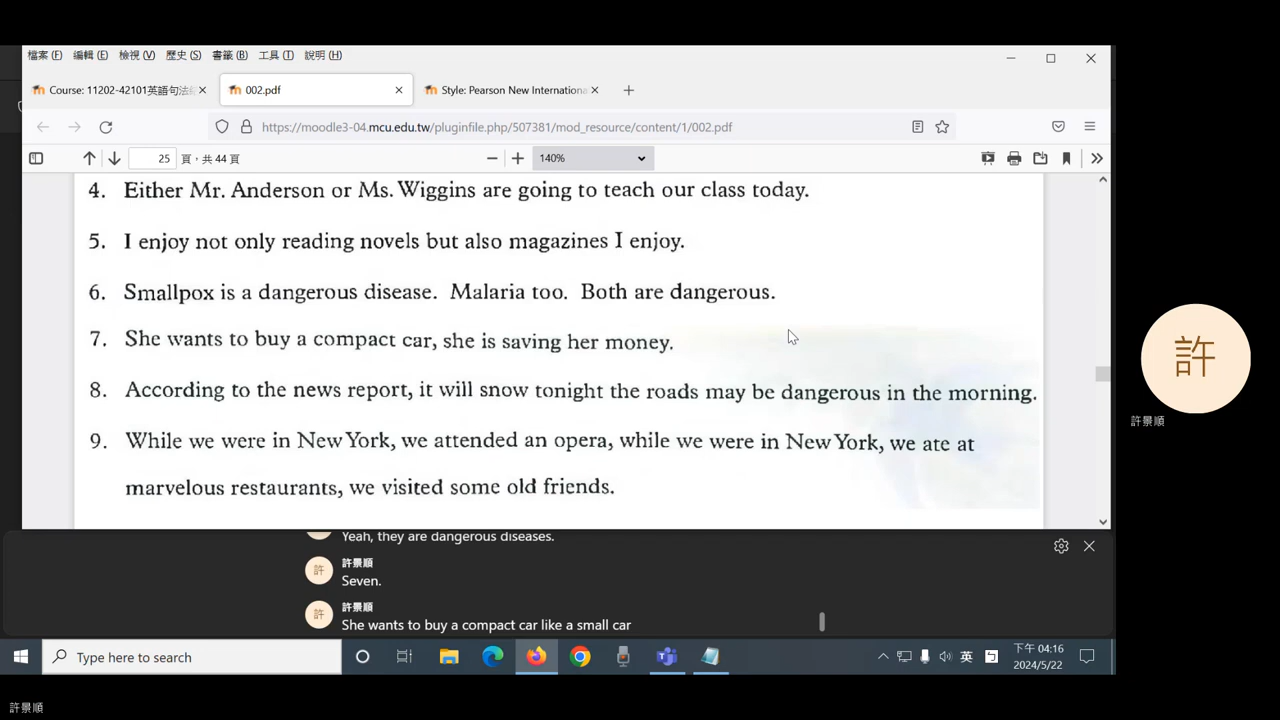 檔案 (F) 編輯 (E) 檢視 (V) 歷史 (S) 書籤 (B) 工具 (T) 說明 (H)
Course: 11202-42101英語句法
002.pdf
Style: Pearson New Internationa
https://moodle3-04.mcu.edu.tw/pluginfile.php/507381/mod_resource/content/1/002.pdf
25 頁，共 44 頁
140%
4. Either Mr. Anderson or Ms. Wiggins are going to teach our class today.
5. I enjoy not only reading novels but also magazines I enjoy.
6. Smallpox is a dangerous disease. Malaria too. Both are dangerous.
7. She wants to buy a compact car, she is saving her money.
8. According to the news report, it will snow tonight the roads may be dangerous in the morning.
9. While we were in New York, we attended an opera, while we were in New York, we ate at
marvelous restaurants, we visited some old friends.
許
許景順
Yeah, they are dangerous diseases.
許
許景順
Seven.
許
許景順
She wants to buy a compact car like a small car
Type here to search
英
下午 04:16
2024/5/22
許景順